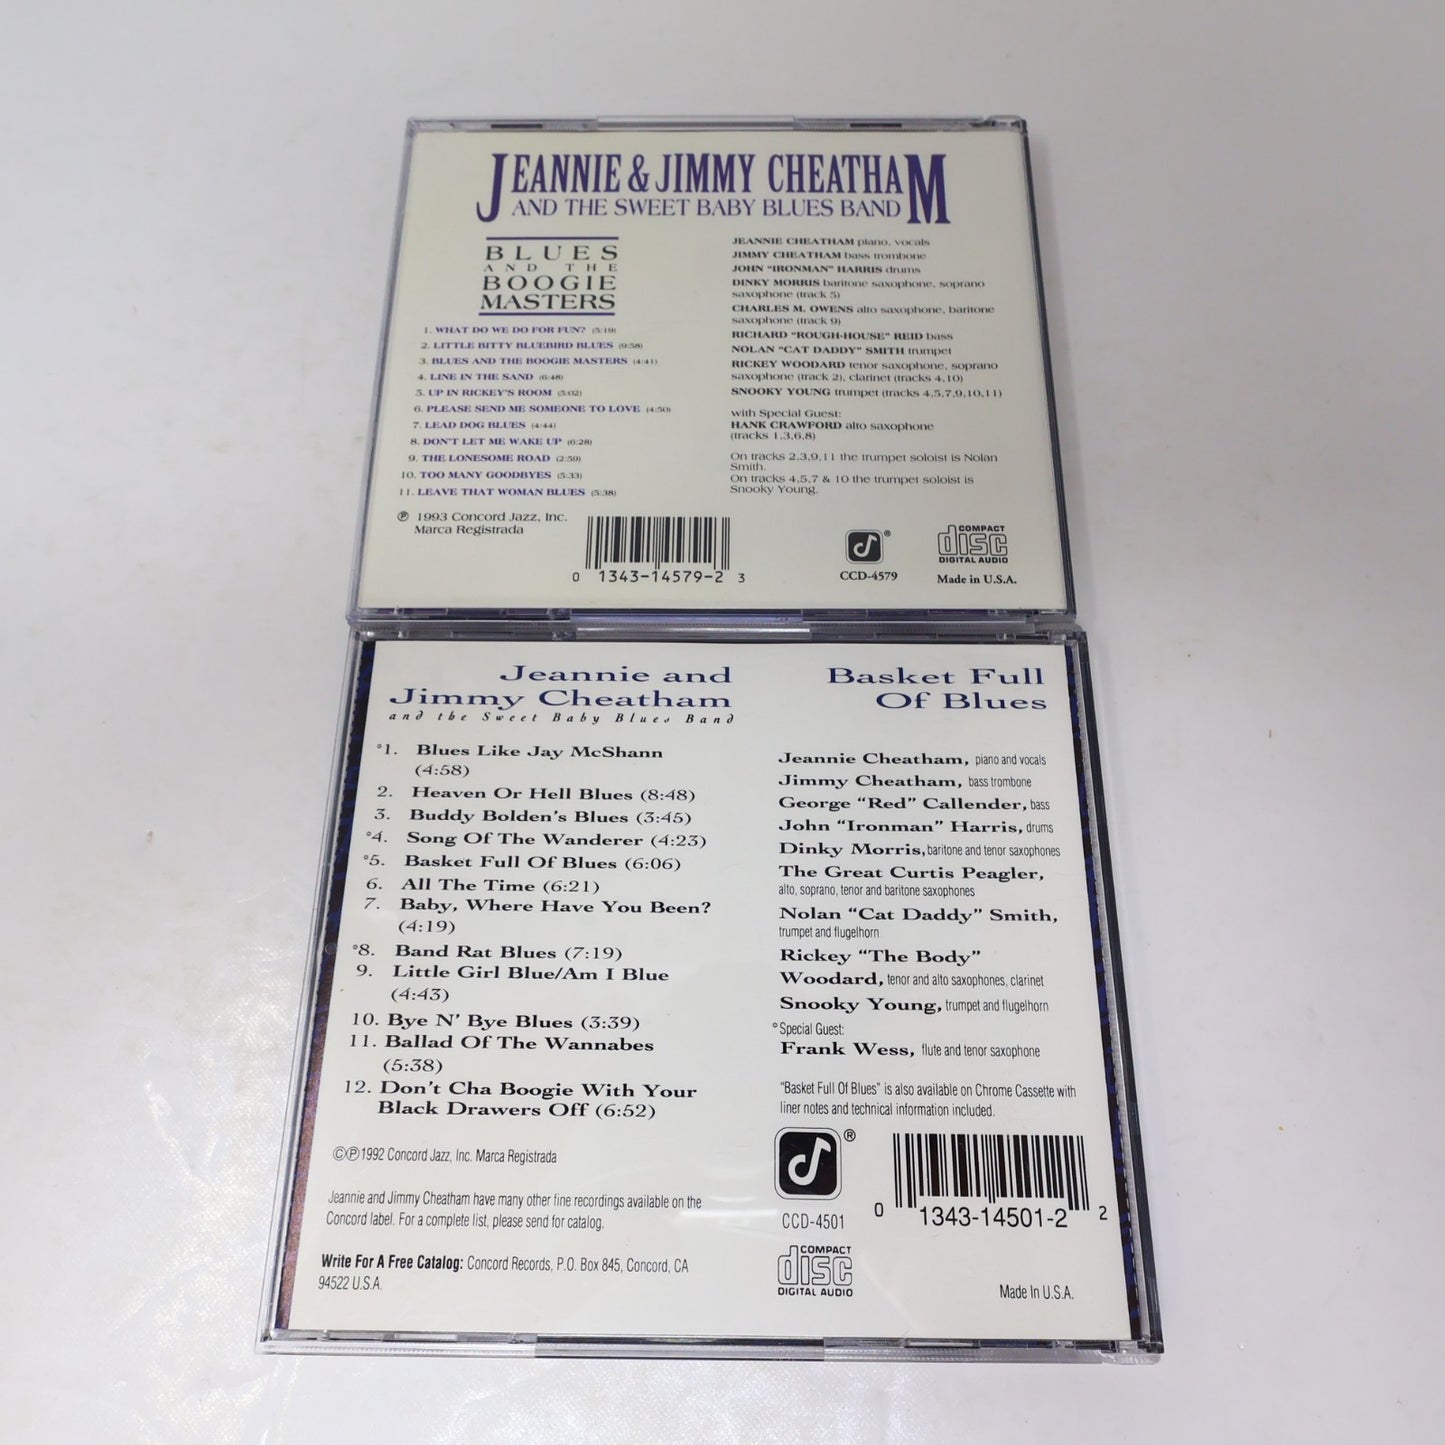 JEANNIE & JIMMY CHEATHAM
AND THE SWEET BABY BLUES BAND
BLUES
AND THE
BOOGIE
MASTERS
1. WHAT DO WE DO FOR FUN? (5:19)
2. LITTLE BITTY BLUEBIRD BLUES (9:58)
3. BLUES AND THE BOOGIE MASTERS (4:41)
4. LINE IN THE SAND (6:48)
5. UP IN RICKEY'S ROOM (5:02)
6. PLEASE SEND ME SOMEONE TO LOVE (4:50)
7. LEAD DOG BLUES (4:44)
8. DON'T LET ME WAKE UP (6:28)
9. THE LONESOME ROAD (2:59)
10. TOO MANY GOODBYES (5:33)
11. LEAVE THAT WOMAN BLUES (5:38)
℗ 1993 Concord Jazz, Inc.
Marca Registrada
JEANNIE CHEATHAM piano, vocals
JIMMY CHEATHAM bass trombone
JOHN "IRONMAN" HARRIS drums
DINKY MORRIS baritone saxophone, soprano
saxophone (track 5)
CHARLES M. OWENS alto saxophone, baritone
saxophone (track 9)
RICHARD "ROUGH-HOUSE" REID bass
NOLAN "CAT DADDY" SMITH trumpet
RICKEY WOODARD tenor saxophone, soprano
saxophone (track 2), clarinet (tracks 4,10)
SNOOKY YOUNG trumpet (tracks 4,5,7,9,10,11)
with Special Guest:
HANK CRAWFORD alto saxophone
(tracks 1,3,6,8)
On tracks 2,3,9,11 the trumpet soloist is Nolan
Smith.
On tracks 4,5,7 & 10 the trumpet soloist is
Snooky Young.
0 1343-14579-2 3
®
CCD-4579
COMPACT
disc
DIGITAL AUDIO
Made in U.S.A.
Jeannie and
Jimmy Cheatham
and the Sweet Baby Blues Band
°1. Blues Like Jay McShann
(4:58)
2. Heaven Or Hell Blues (8:48)
3. Buddy Bolden's Blues (3:45)
°4. Song Of The Wanderer (4:23)
°5. Basket Full Of Blues (6:06)
6. All The Time (6:21)
7. Baby, Where Have You Been?
(4:19)
°8. Band Rat Blues (7:19)
9. Little Girl Blue/Am I Blue
(4:43)
10. Bye N' Bye Blues (3:39)
11. Ballad Of The Wannabes
(5:38)
12. Don't Cha Boogie With Your
Black Drawers Off (6:52)
©℗1992 Concord Jazz, Inc. Marca Registrada
Jeannie and Jimmy Cheatham have many other fine recordings available on the
Concord label. For a complete list, please send for catalog.
Write For A Free Catalog: Concord Records, P.O. Box 845, Concord, CA
94522 U.S.A.
Basket Full
Of Blues
Jeannie Cheatham, piano and vocals
Jimmy Cheatham, bass trombone
George "Red" Callender, bass
John "Ironman" Harris, drums
Dinky Morris, baritone and tenor saxophones
The Great Curtis Peagler,
alto, soprano, tenor and baritone saxophones
Nolan "Cat Daddy" Smith,
trumpet and flugelhorn
Rickey "The Body"
Woodard, tenor and alto saxophones, clarinet
Snooky Young, trumpet and flugelhorn
°Special Guest:
Frank Wess, flute and tenor saxophone
"Basket Full Of Blues" is also available on Chrome Cassette with
liner notes and technical information included.
®
CCD-4501
0 1343-14501-2 2
COMPACT
disc
DIGITAL AUDIO
Made In U.S.A.